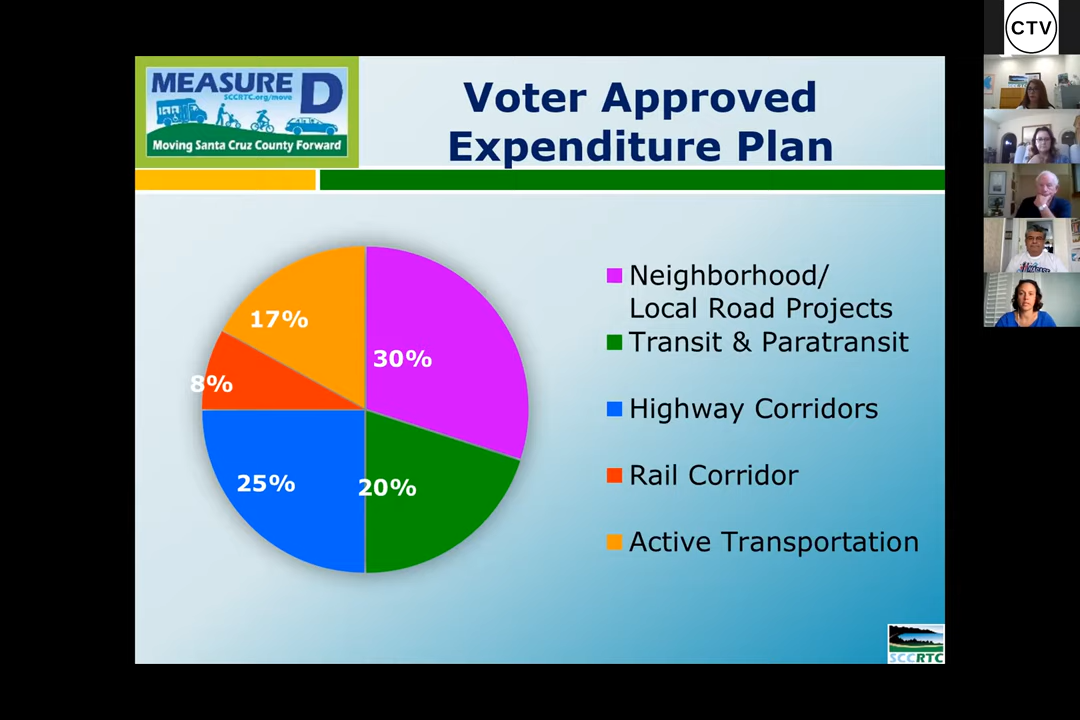 MEASURE D
SCCRTC.org/move
Moving Santa Cruz County Forward
Voter Approved
Expenditure Plan
CTV
17%
30%
8%
25%
20%
Neighborhood/
Local Road Projects
Transit & Paratransit
Highway Corridors
Rail Corridor
Active Transportation
SCCRTC